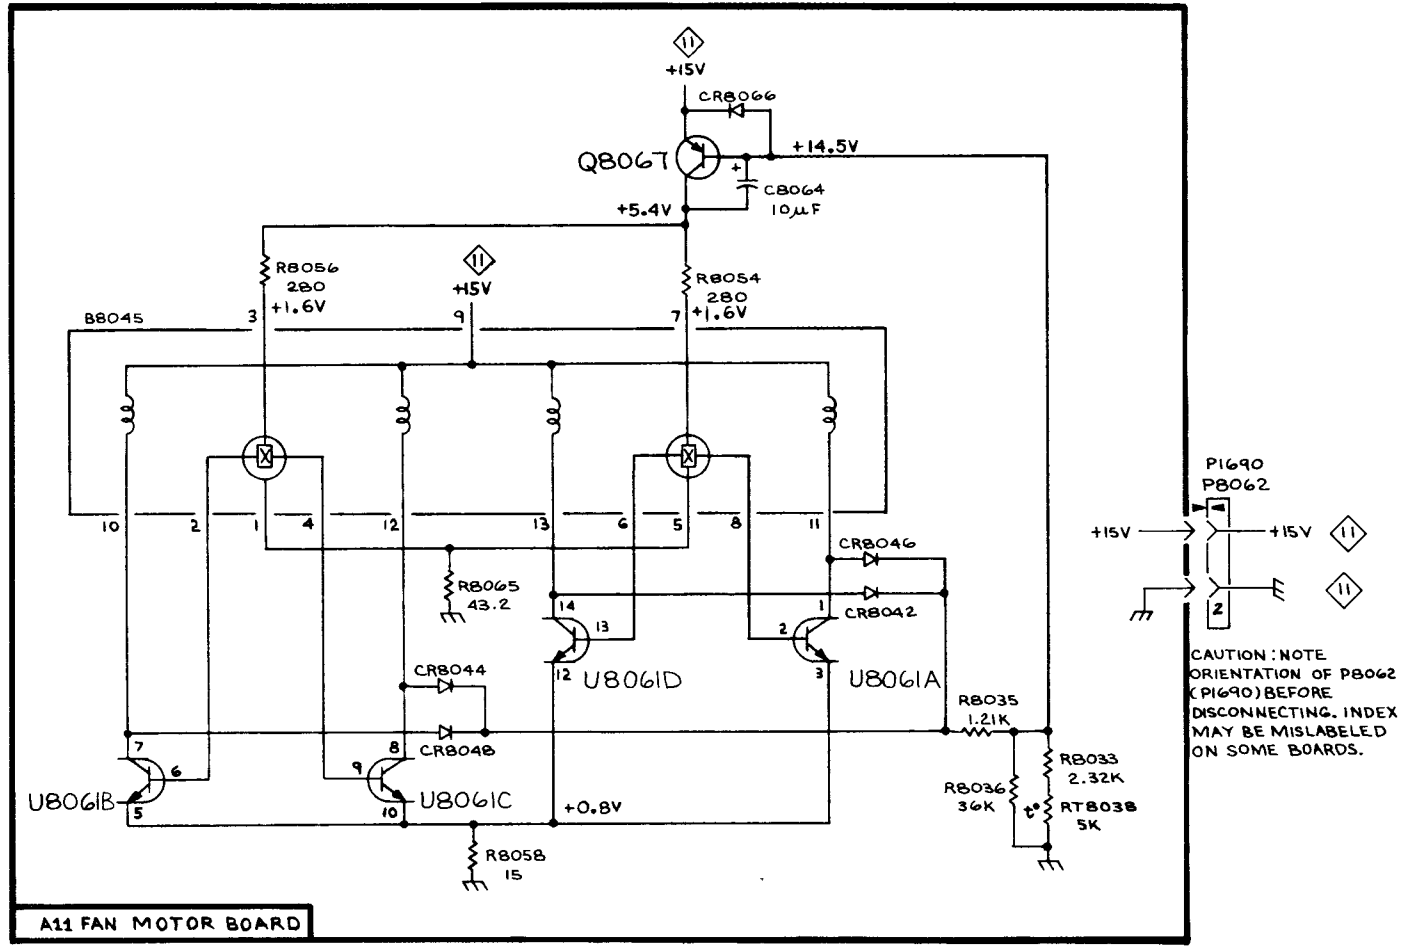 11
+15V
CR8066
Q8067
+14.5V
+
C8064
10µF
+5.4V
R8056
280
+1.6V
11
+15V
R8054
280
+1.6V
B8045
3
9
7
10
2
1
4
12
13
6
5
8
11
R8065
43.2
CR8046
CR8042
14
13
12
U8061D
1
2
3
U8061A
CR8044
CR8048
7
6
5
U8061B
8
9
10
U8061C
+0.8V
R8058
15
R8035
1.21K
R8036
36K
R8033
2.32K
t°
RT8038
5K
P1690
P8062
+15V
+15V
11
2
11
CAUTION: NOTE
ORIENTATION OF P8062
(P1690) BEFORE
DISCONNECTING. INDEX
MAY BE MISLABELED
ON SOME BOARDS.
A11 FAN MOTOR BOARD